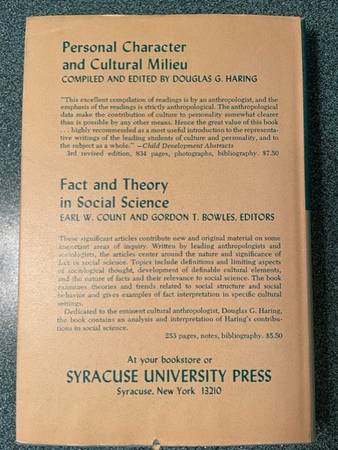 Personal Character
and Cultural Milieu
COMPILED AND EDITED BY DOUGLAS G. HARING
"This excellent compilation of readings is by an anthropologist, and the
emphasis of the readings is strictly anthropological. The anthropological
data make the contribution of culture to personality somewhat clearer
than is possible by any other means. Hence the great value of this book
. . . highly recommended as a most useful introduction to the representa-
tive writings of the leading students of culture and personality, and to
the subject as a whole." —Child Development Abstracts
3rd revised edition, 834 pages, photographs, bibliography. $7.50
Fact and Theory
in Social Science
EARL W. COUNT AND GORDON T. BOWLES, EDITORS
These significant articles contribute new and original material on some
important areas of inquiry. Written by leading anthropologists and
sociologists, the articles center around the nature and significance of
fact in social science. Topics include definitions and limiting aspects
of sociological thought, development of definable cultural elements,
and the nature of facts and their relevance to social science. The book
examines theories and trends related to social structure and social
behavior and gives examples of fact interpretation in specific cultural
settings.
Dedicated to the eminent cultural anthropologist, Douglas G. Haring,
the book contains an analysis and interpretation of Haring's contribu-
tions in social science.
253 pages, notes, bibliography. $5.50
At your bookstore or
SYRACUSE UNIVERSITY PRESS
Syracuse, New York 13210